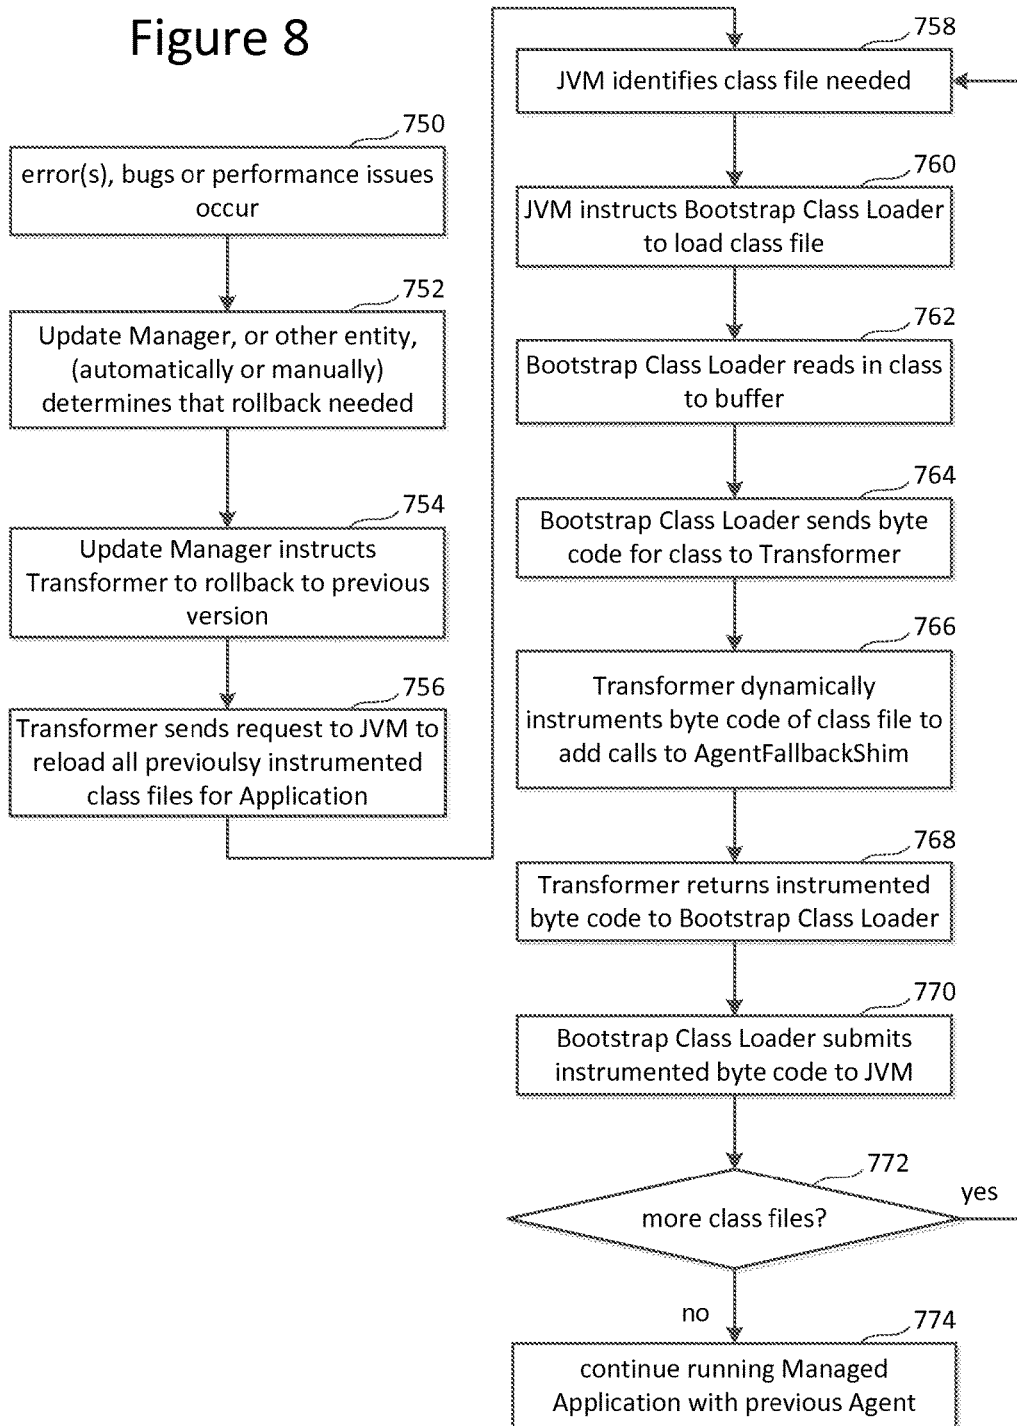 Figure 8
750
error(s), bugs or performance issues
occur
752
Update Manager, or other entity,
(automatically or manually)
determines that rollback needed
754
Update Manager instructs
Transformer to rollback to previous
version
756
Transformer sends request to JVM to
reload all previoulsy instrumented
class files for Application
758
JVM identifies class file needed
760
JVM instructs Bootstrap Class Loader
to load class file
762
Bootstrap Class Loader reads in class
to buffer
764
Bootstrap Class Loader sends byte
code for class to Transformer
766
Transformer dynamically
instruments byte code of class file to
add calls to AgentFallbackShim
768
Transformer returns instrumented
byte code to Bootstrap Class Loader
770
Bootstrap Class Loader submits
instrumented byte code to JVM
772
more class files?
yes
no
774
continue running Managed
Application with previous Agent